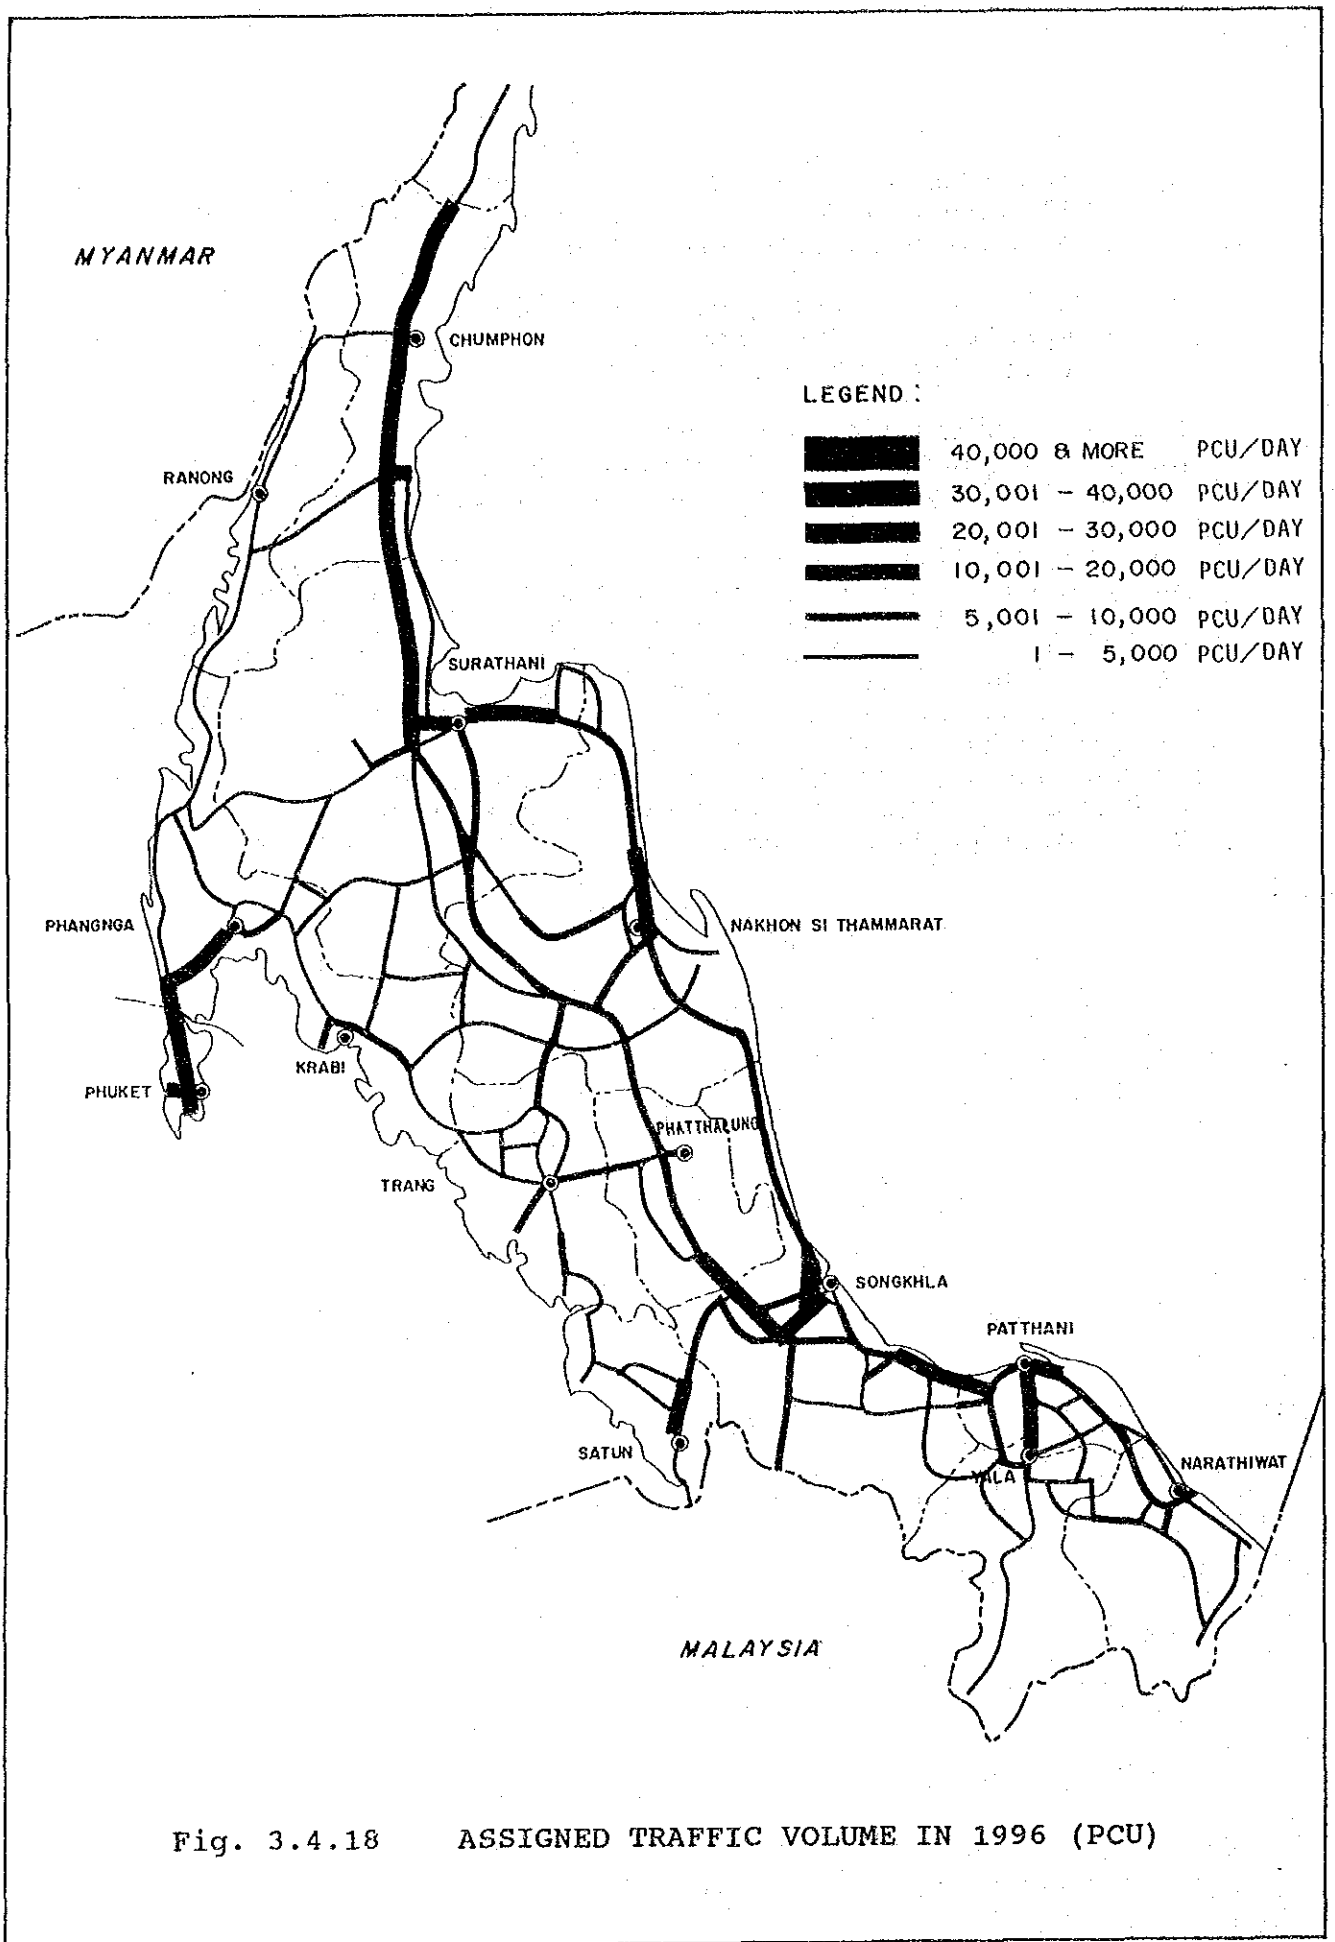 MYANMAR
CHUMPHON
LEGEND :
40,000 & MORE PCU/DAY
30,001 - 40,000 PCU/DAY
20,001 - 30,000 PCU/DAY
10,001 - 20,000 PCU/DAY
5,001 - 10,000 PCU/DAY
1 - 5,000 PCU/DAY
RANONG
SURATHANI
PHANGNGA
NAKHON SI THAMMARAT
KRABI
PHUKET
PHATTHALUNG
TRANG
SONGKHLA
PATTHANI
SATUN
YALA
NARATHIWAT
MALAYSIA
Fig. 3.4.18 ASSIGNED TRAFFIC VOLUME IN 1996 (PCU)